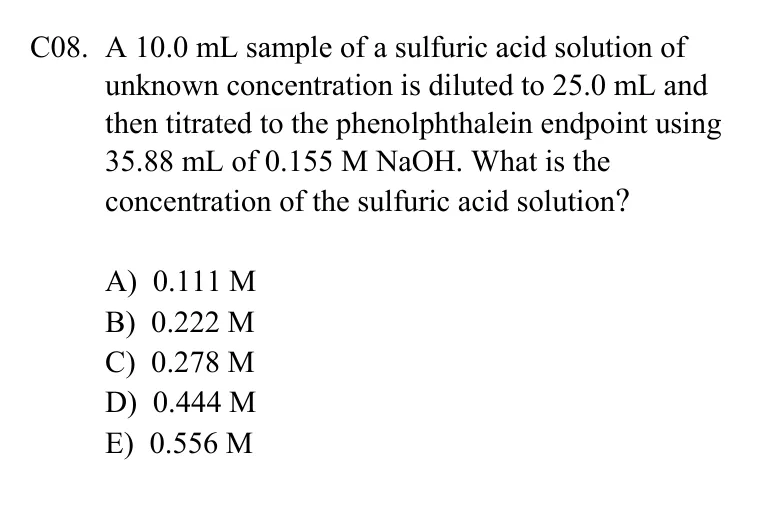 C08. A 10.0 mL sample of a sulfuric acid solution of
unknown concentration is diluted to 25.0 mL and
then titrated to the phenolphthalein endpoint using
35.88 mL of 0.155 M NaOH. What is the
concentration of the sulfuric acid solution?
A) 0.111 M
B) 0.222 M
C) 0.278 M
D) 0.444 M
E) 0.556 M